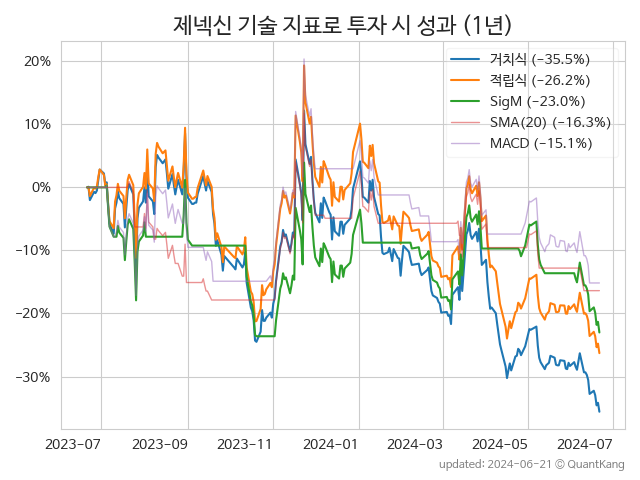 제넥신 기술 지표로 투자 시 성과 (1년)
거치식 (−35.5%)
적립식 (−26.2%)
SigM (−23.0%)
SMA(20) (−16.3%)
MACD (−15.1%)
20%
10%
0%
−10%
−20%
−30%
2023-07 2023-09 2023-11 2024-01 2024-03 2024-05 2024-07
updated: 2024-06-21 © QuantKang